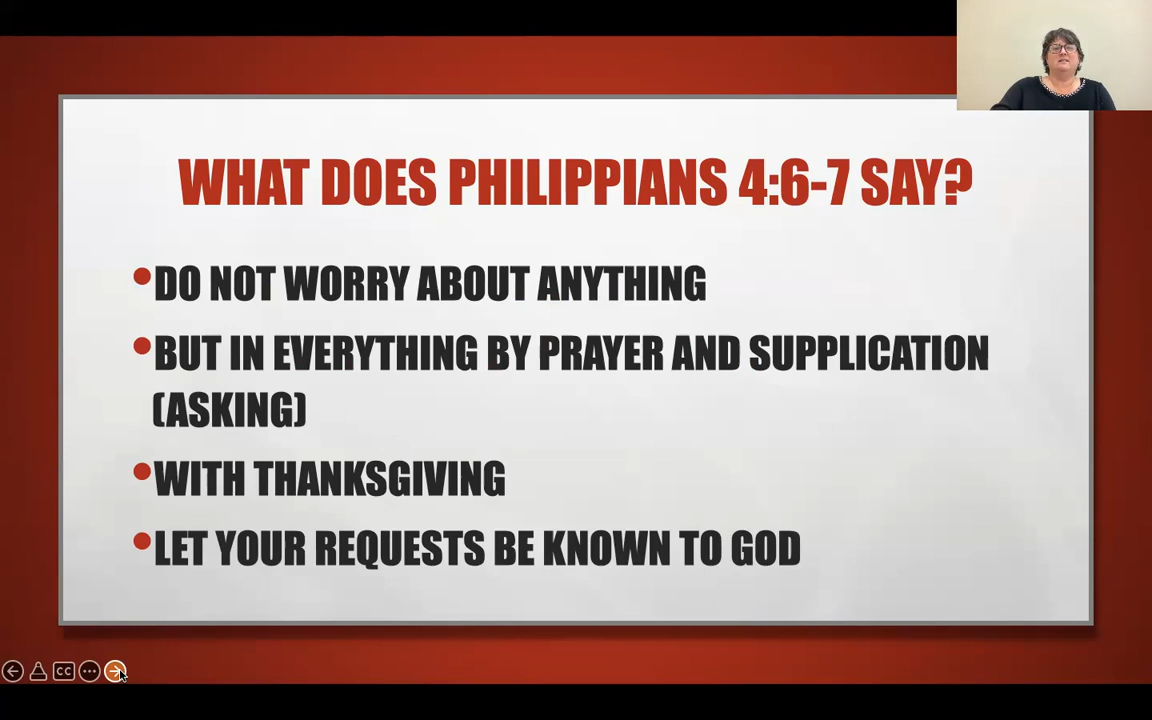 WHAT DOES PHILIPPIANS 4:6-7 SAY?
•DO NOT WORRY ABOUT ANYTHING
•BUT IN EVERYTHING BY PRAYER AND SUPPLICATION
(ASKING)
•WITH THANKSGIVING
•LET YOUR REQUESTS BE KNOWN TO GOD
CC